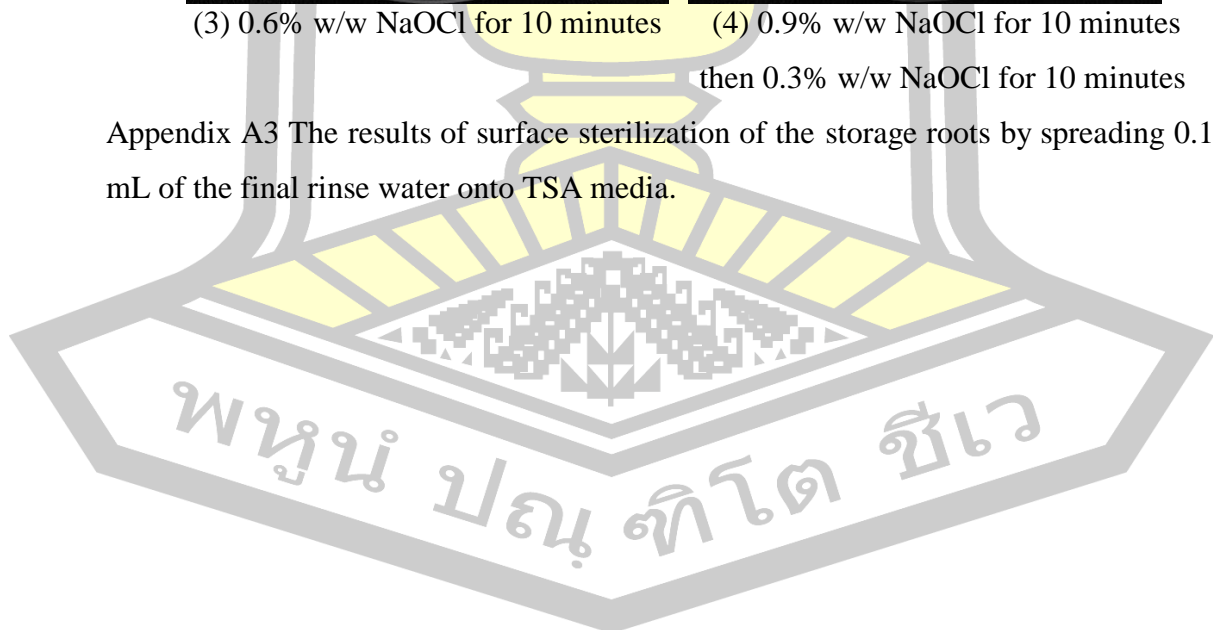 (3) 0.6% w/w NaOCl for 10 minutes (4) 0.9% w/w NaOCl for 10 minutes
then 0.3% w/w NaOCl for 10 minutes
Appendix A3 The results of surface sterilization of the storage roots by spreading 0.1
mL of the final rinse water onto TSA media.
พหูนํ ปณฺฑิโต ชีเว